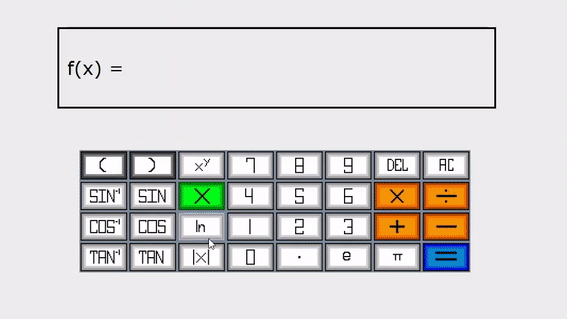 f(x) =
( ) xʸ 7 8 9 DEL AC
SIN⁻¹ SIN X 4 5 6 × ÷
COS⁻¹ COS ln 1 2 3 + −
TAN⁻¹ TAN |x| 0 . e π =